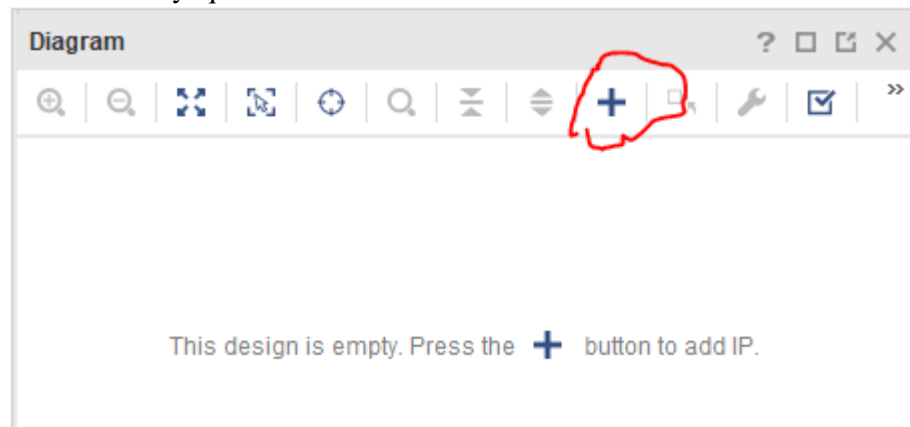 Diagram
This design is empty. Press the + button to add IP.